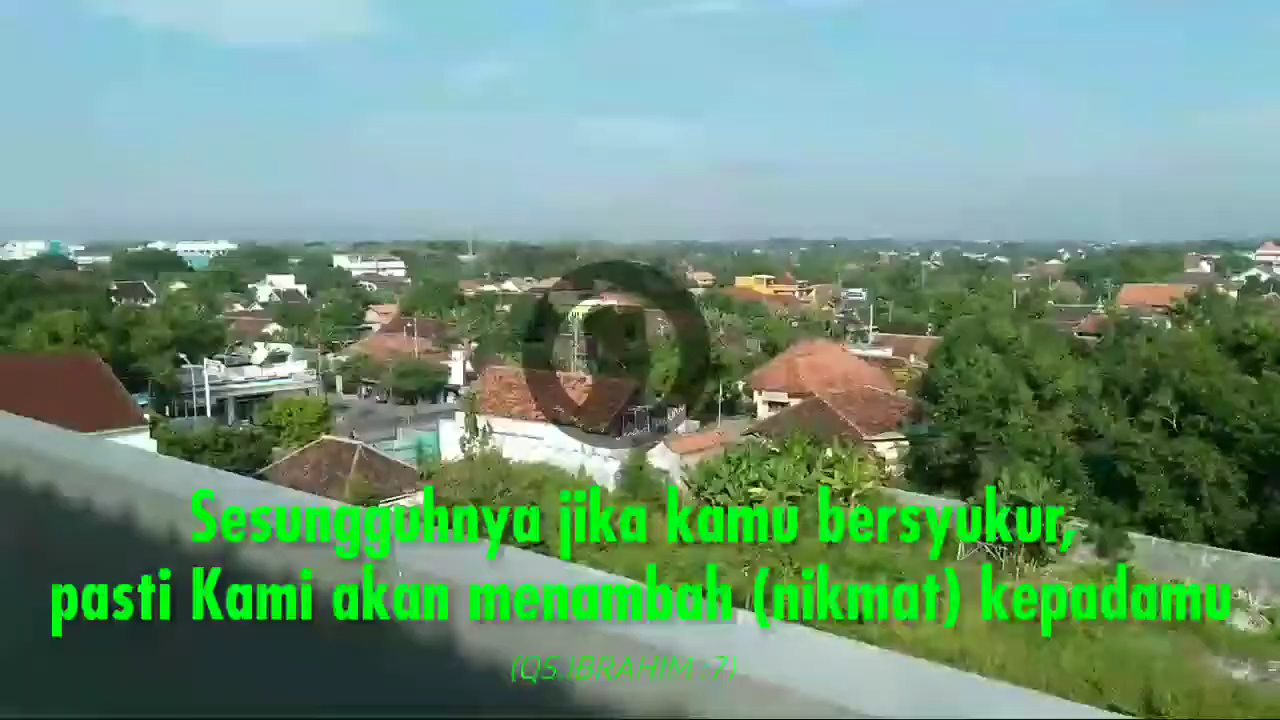 Sesungguhnya jika kamu bersyukur,
pasti Kami akan menambah (nikmat) kepadamu
(QS.IBRAHIM :7)